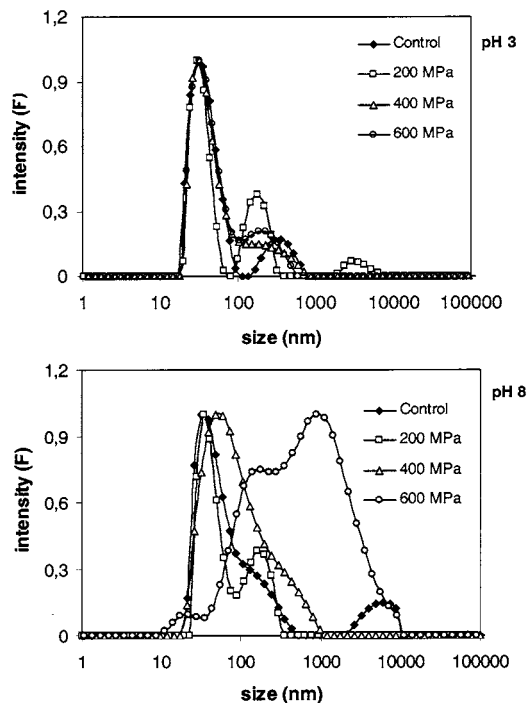 1,2
0,9
0,6
0,3
0
intensity (F)
Control
200 MPa
400 MPa
600 MPa
pH 3
1 10 100 1000 10000 100000
size (nm)
1,2
0,9
0,6
0,3
0
intensity (F)
Control
200 MPa
400 MPa
600 MPa
pH 8
1 10 100 1000 10000 100000
size (nm)